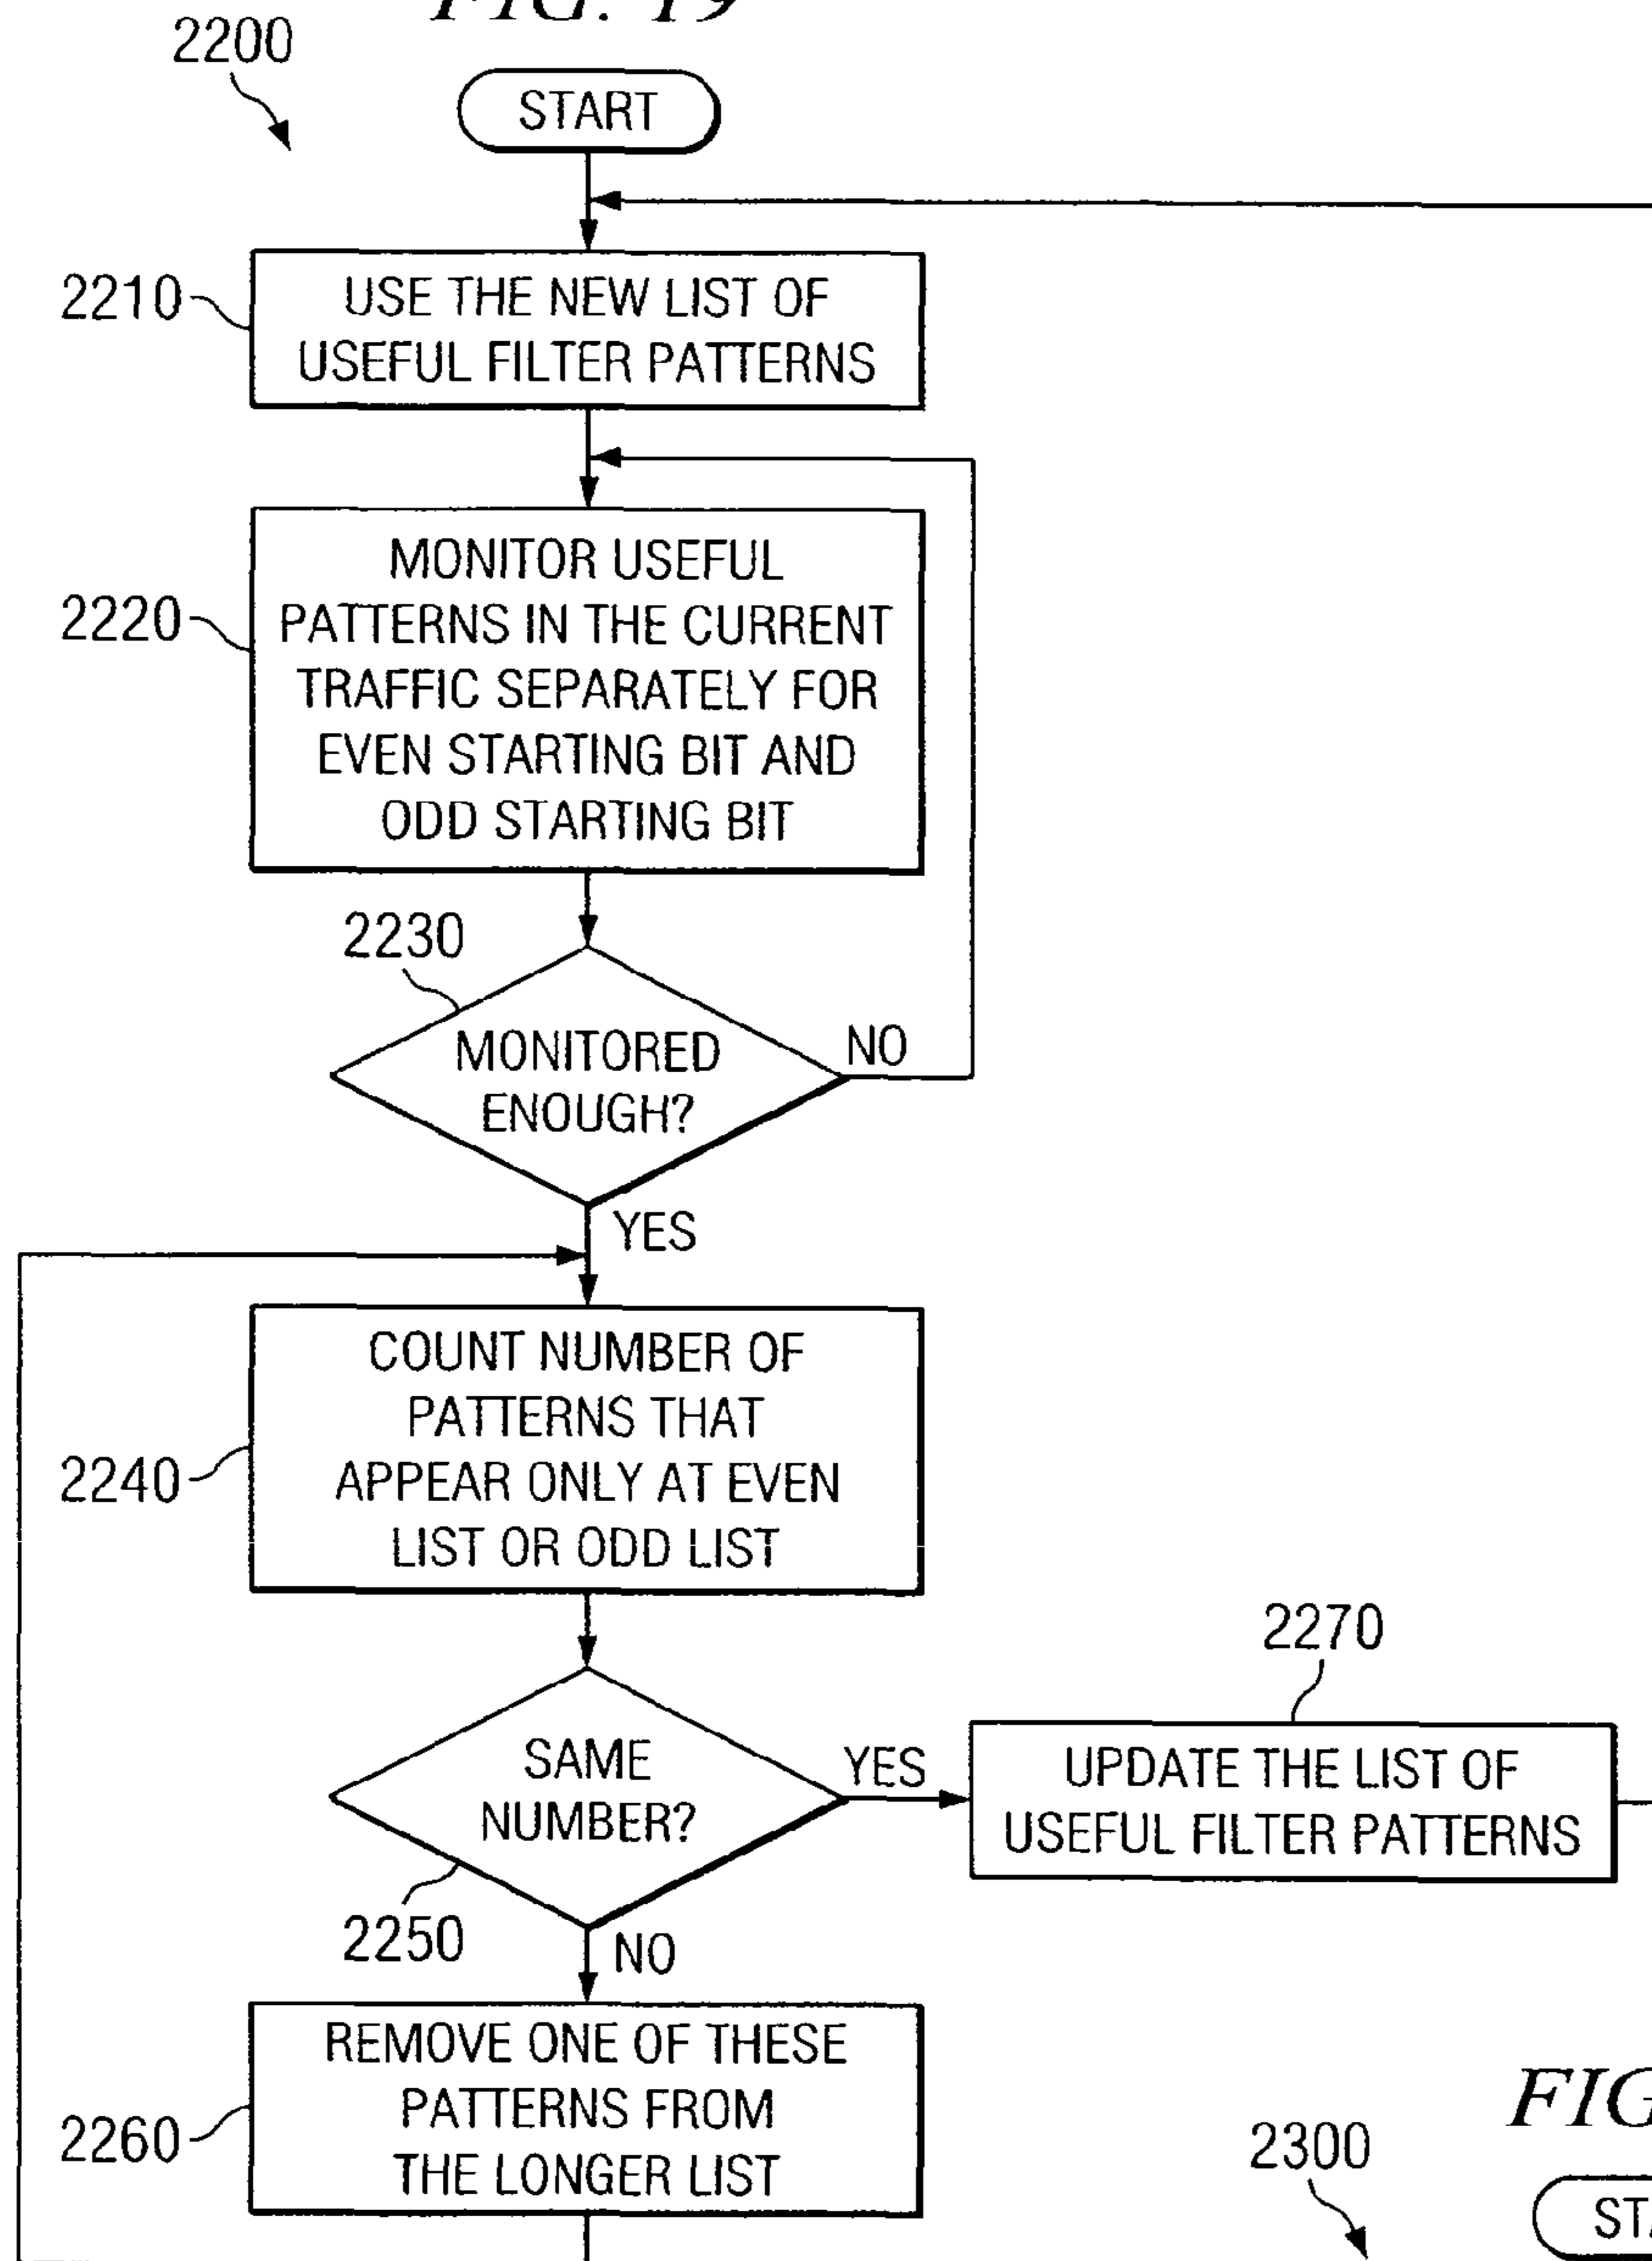 FIG. 19
2200
START
2210
USE THE NEW LIST OF
USEFUL FILTER PATTERNS
2220
MONITOR USEFUL
PATTERNS IN THE CURRENT
TRAFFIC SEPARATELY FOR
EVEN STARTING BIT AND
ODD STARTING BIT
2230
MONITORED
ENOUGH?
NO
YES
2240
COUNT NUMBER OF
PATTERNS THAT
APPEAR ONLY AT EVEN
LIST OR ODD LIST
2250
SAME
NUMBER?
YES
2270
UPDATE THE LIST OF
USEFUL FILTER PATTERNS
NO
2260
REMOVE ONE OF THESE
PATTERNS FROM
THE LONGER LIST
FIG
2300